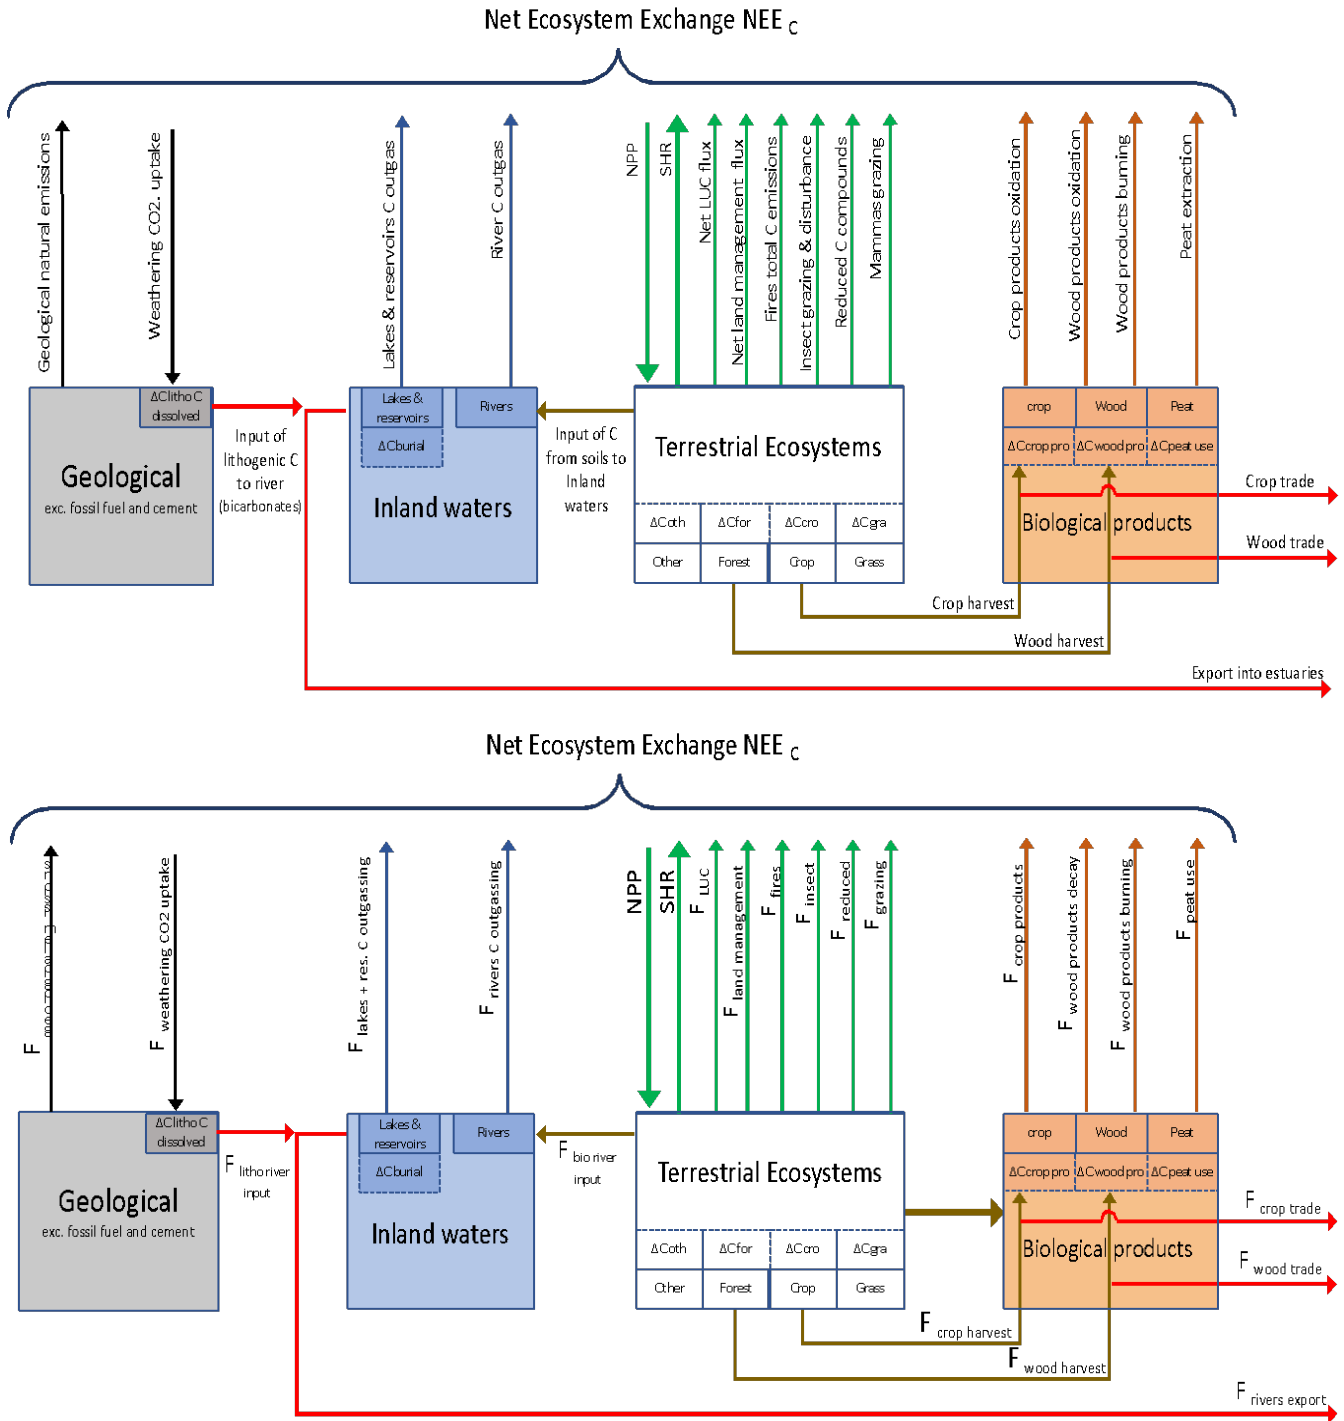 Net Ecosystem Exchange NEE C
Geological natural emissions
Weathering CO2. uptake
Lakes & reservoirs C outgas
River C outgas
NPP
SHR
Net LUC flux
Net land management flux
Fires total C emissions
Insect grazing & disturbance
Reduced C compounds
Mammas grazing
Crop products oxidation
Wood products oxidation
Wood products burning
Peat extraction
ΔClitho C
dissolved
Geological
exc. fossil fuel and cement
Input of
lithogenic C
to river
(bicarbonates)
Lakes &
reservoirs
Rivers
ΔCburial
Inland waters
Input of C
from soils to
Inland
waters
Terrestrial Ecosystems
ΔCoth
ΔCfor
ΔCcro
ΔCgra
Other
Forest
Crop
Grass
crop
Wood
Peat
ΔCcrop pro
ΔCwood pro
ΔCpeat use
Biological products
Crop trade
Wood trade
Crop harvest
Wood harvest
Export into estuaries
Net Ecosystem Exchange NEE C
F
F weathering CO2 uptake
F lakes + res. C outgassing
F rivers C outgassing
NPP
SHR
F LUC
F land management
F fires
F insect
F reduced
F grazing
F crop products
F wood products decay
F wood products burning
F peat use
ΔClitho C
dissolved
Geological
exc. fossil fuel and cement
F litho river
input
Lakes &
reservoirs
Rivers
ΔCburial
Inland waters
F bio river
input
Terrestrial Ecosystems
ΔCoth
ΔCfor
ΔCcro
ΔCgra
Other
Forest
Crop
Grass
crop
Wood
Peat
ΔCcrop pro
ΔCwood pro
ΔCpeat use
Biological products
F crop trade
F wood trade
F crop harvest
F wood harvest
F rivers export